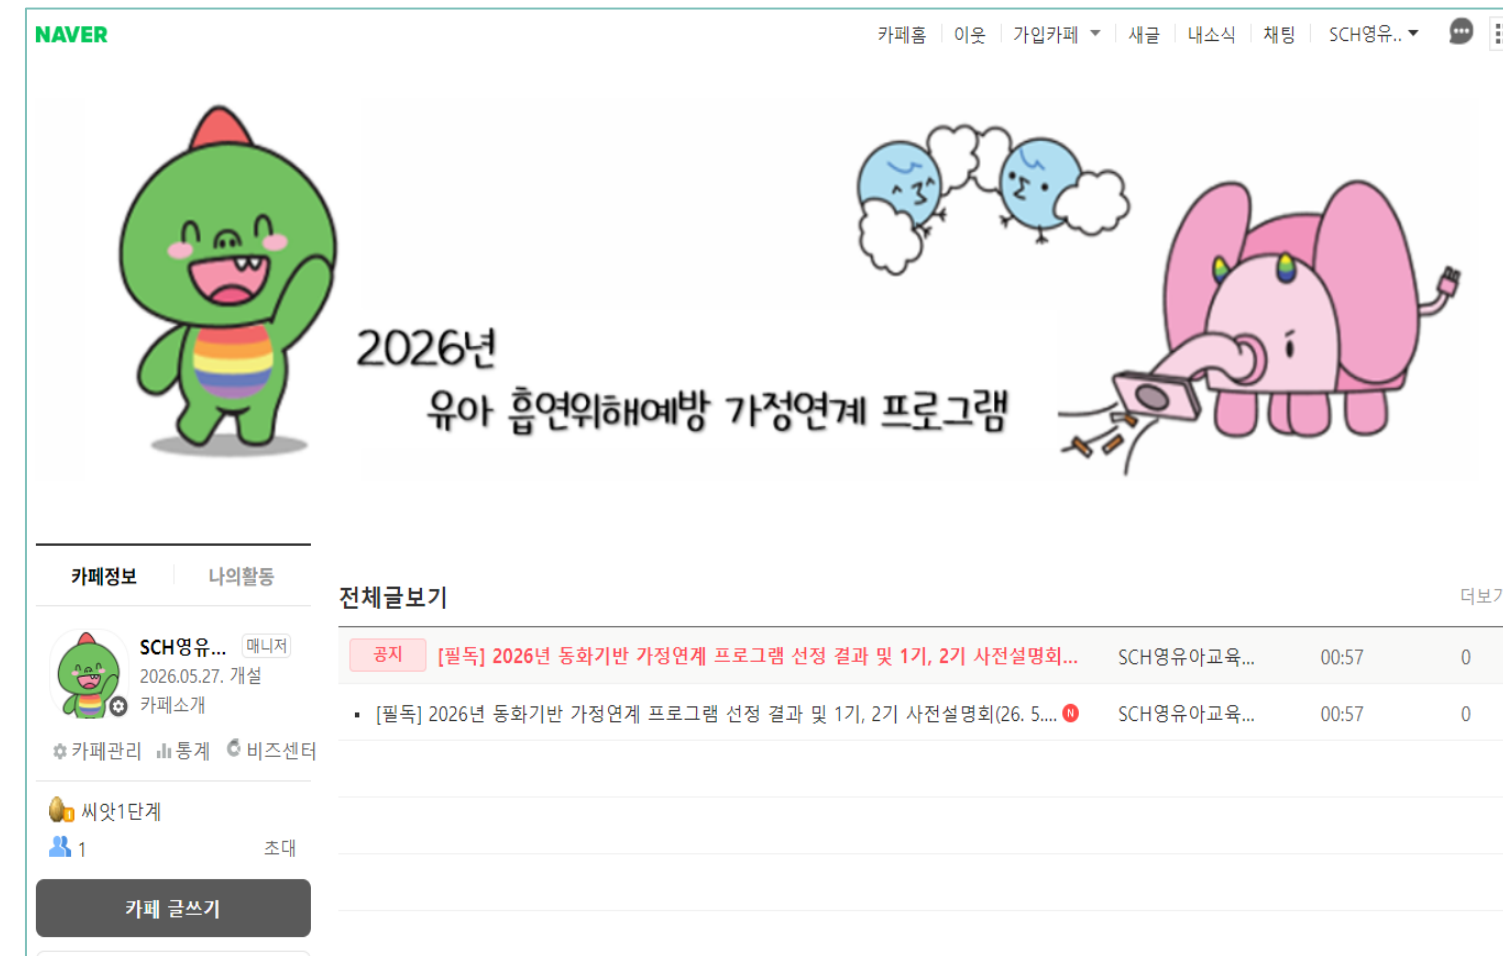 NAVER
카페홈 이웃 가입카페 새글 내소식 채팅 SCH영유..
2026년
유아 흡연위해예방 가정연계 프로그램
카페정보 나의활동
SCH영유... 매니저
2026.05.27. 개설
카페소개
카페관리 통계 비즈센터
씨앗1단계
1 초대
카페 글쓰기
전체글보기 더보기
공지 [필독] 2026년 동화기반 가정연계 프로그램 선정 결과 및 1기, 2기 사전설명회... SCH영유아교육... 00:57 0
[필독] 2026년 동화기반 가정연계 프로그램 선정 결과 및 1기, 2기 사전설명회(26. 5.... N SCH영유아교육... 00:57 0